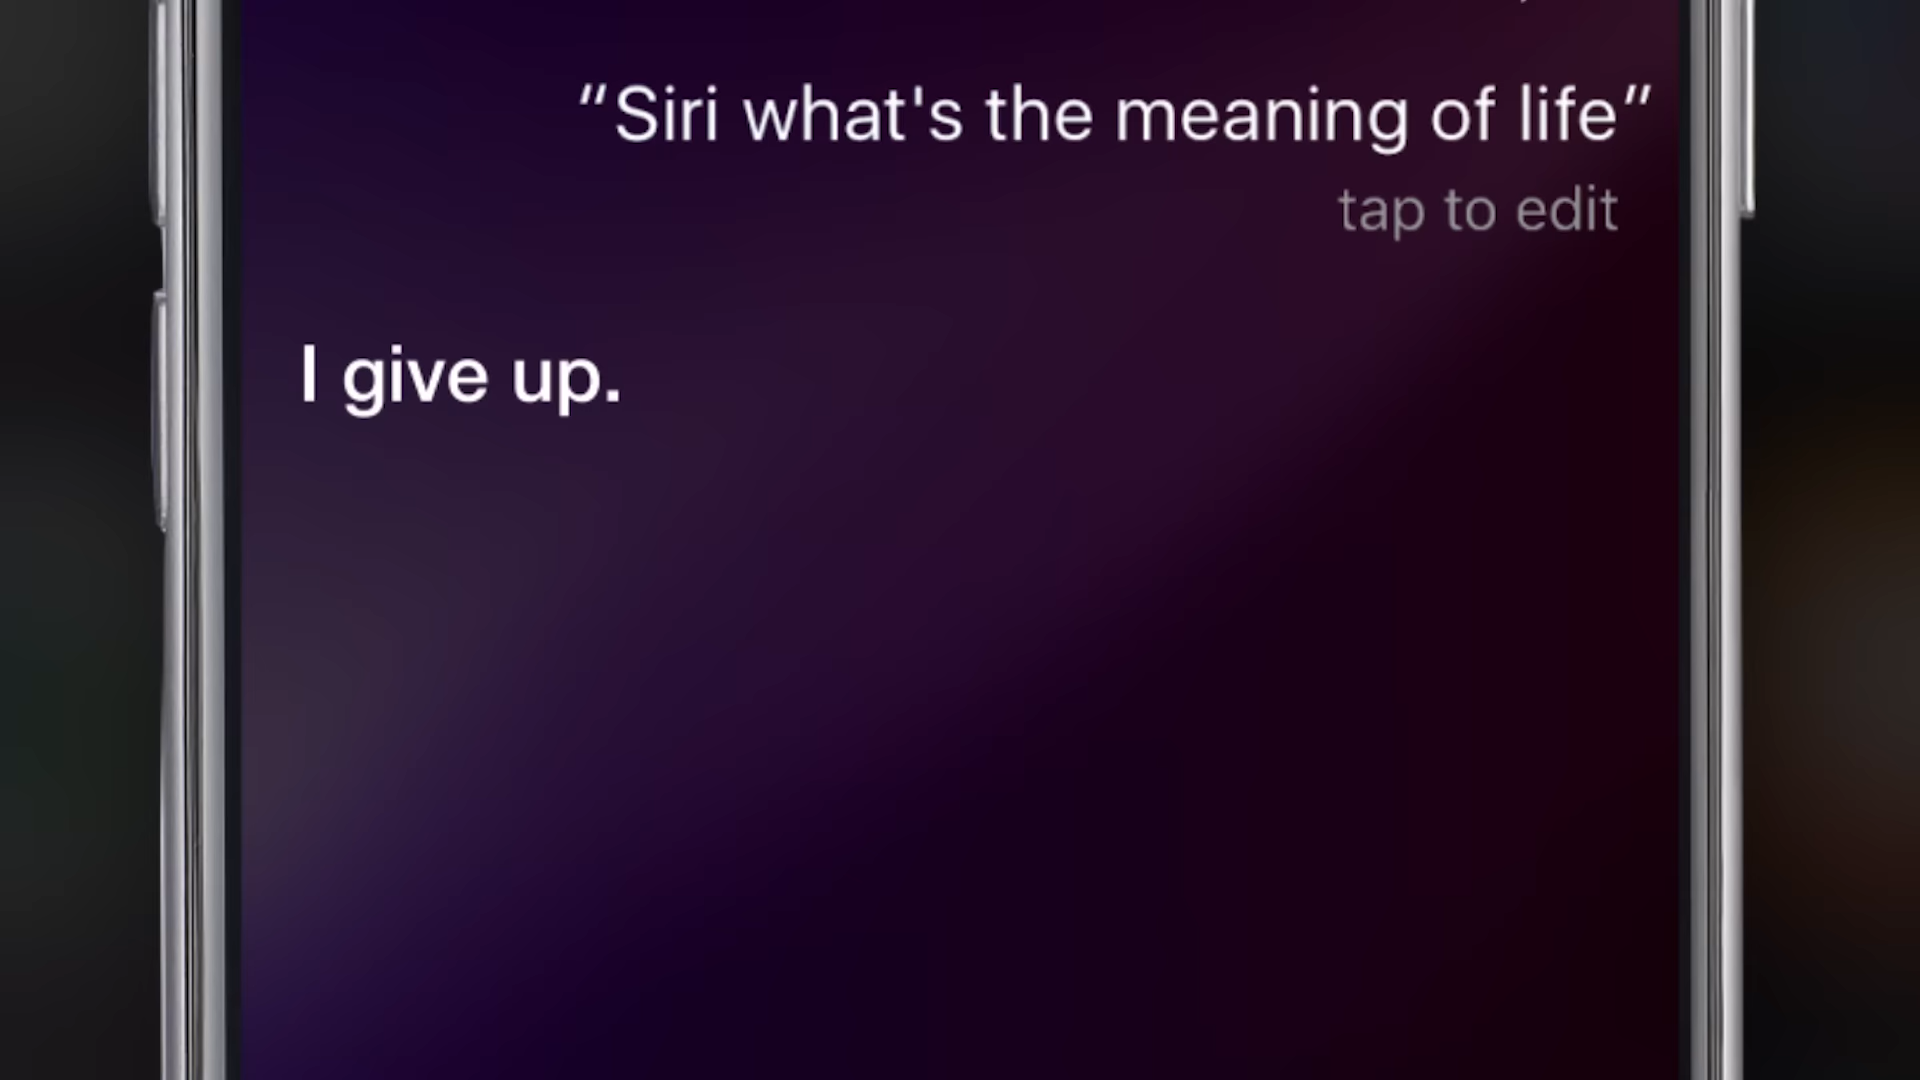 “Siri what's the meaning of life”
tap to edit
I give up.